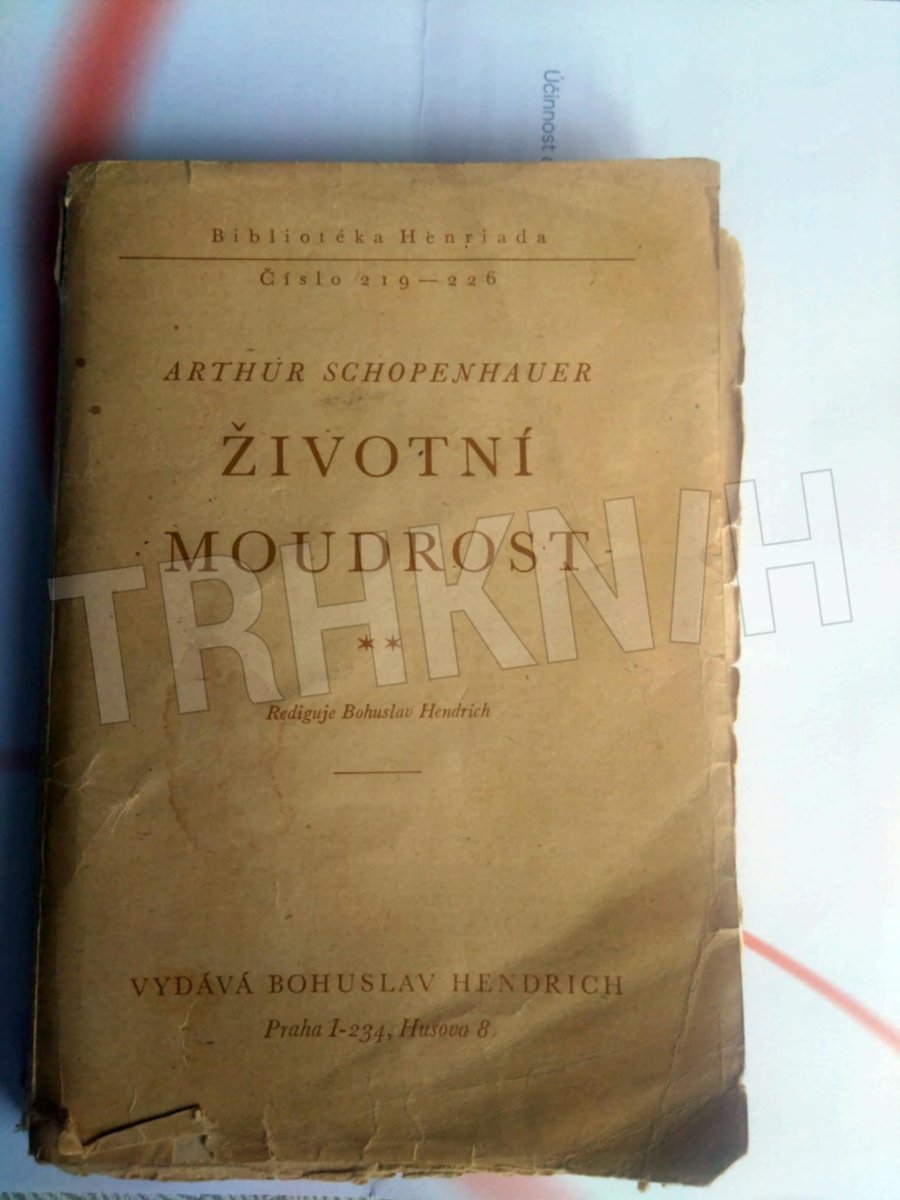 Účinnost
Bibliotéka Henriada
Číslo 219—226
ARTHUR SCHOPENHAUER
ŽIVOTNÍ
MOUDROST
**
Rediguje Bohuslav Hendrich
VYDÁVÁ BOHUSLAV HENDRICH
Praha I-234, Husova 8
TRHKNIH